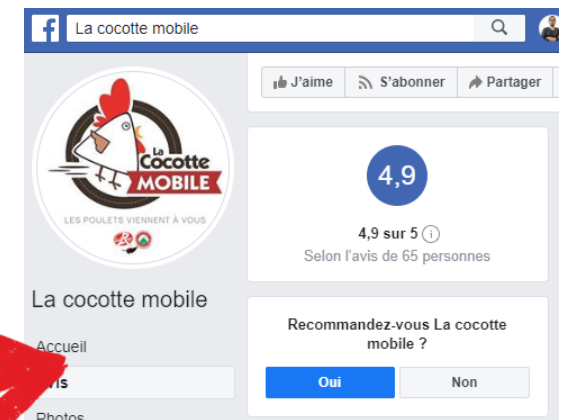 La cocotte mobile
J'aime
S'abonner
Partager
La
Cocotte
MOBILE
LES POULETS VIENNENT À VOUS
4,9
4,9 sur 5
Selon l'avis de 65 personnes
La cocotte mobile
Accueil
Recommandez-vous La cocotte
mobile ?
Oui
Non
Photos